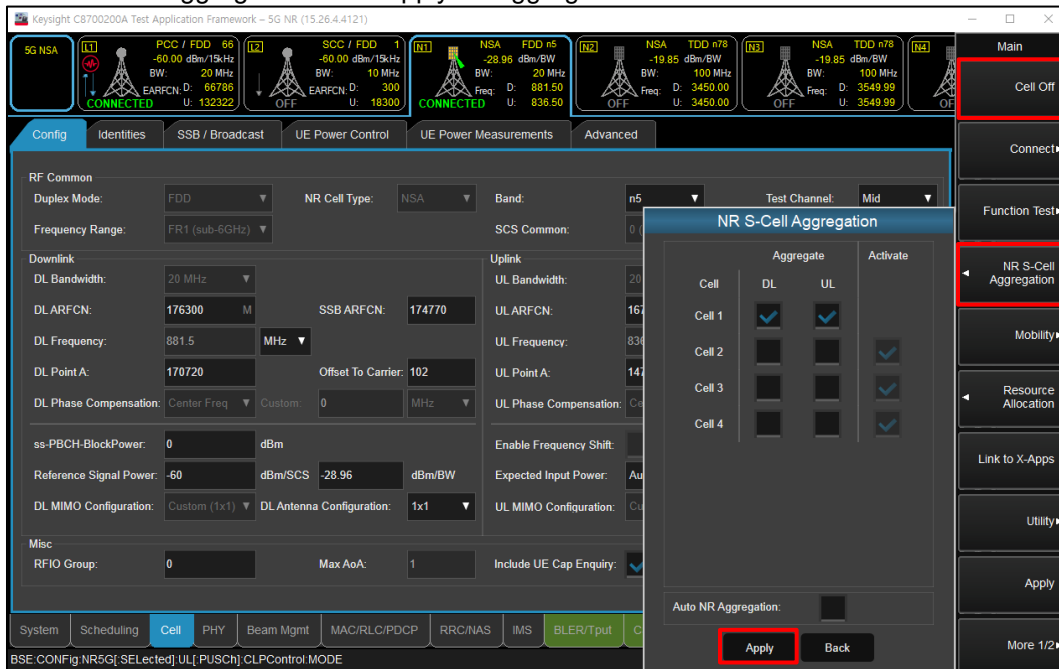 Keysight C8700200A Test Application Framework – 5G NR (15.26.4.4121)
5G NSA
L1
PCC / FDD 66
-60.00 dBm/15kHz
BW: 20 MHz
EARFCN: D: 66786
U: 132322
CONNECTED
L2
SCC / FDD 1
-60.00 dBm/15kHz
BW: 10 MHz
EARFCN: D: 300
U: 18300
OFF
N1
NSA FDD n5
-28.96 dBm/BW
BW: 20 MHz
Freq: D: 881.50
U: 836.50
CONNECTED
N2
NSA TDD n78
-19.85 dBm/BW
BW: 100 MHz
Freq: D: 3450.00
U: 3450.00
OFF
N3
NSA TDD n78
-19.85 dBm/BW
BW: 100 MHz
Freq: D: 3549.99
U: 3549.99
OFF
N4
Main
Cell Off
Connect
Function Test
NR S-Cell
Aggregation
Mobility
Resource
Allocation
Link to X-Apps
Utility
Apply
More 1/2
Config Identities SSB / Broadcast UE Power Control UE Power Measurements Advanced
RF Common
Duplex Mode: FDD NR Cell Type: NSA Band: n5 Test Channel: Mid
Frequency Range: FR1 (sub-6GHz) SCS Common:
Downlink Uplink
DL Bandwidth: 20 MHz UL Bandwidth:
DL ARFCN: 176300 M SSB ARFCN: 174770 UL ARFCN:
DL Frequency: 881.5 MHz UL Frequency:
DL Point A: 170720 Offset To Carrier: 102 UL Point A:
DL Phase Compensation: Center Freq Custom: 0 MHz UL Phase Compensation:
ss-PBCH-BlockPower: 0 dBm Enable Frequency Shift:
Reference Signal Power: -60 dBm/SCS -28.96 dBm/BW Expected Input Power:
DL MIMO Configuration: Custom (1x1) DL Antenna Configuration: 1x1 UL MIMO Configuration:
Misc
RFIO Group: 0 Max AoA: 1 Include UE Cap Enquiry:
NR S-Cell Aggregation
Aggregate Activate
Cell DL UL
Cell 1
Cell 2
Cell 3
Cell 4
Auto NR Aggregation:
Apply Back
System Scheduling Cell PHY Beam Mgmt MAC/RLC/PDCP RRC/NAS IMS BLER/Tput
BSE:CONFig:NR5G[:SELected]:UL[:PUSCh]:CLPControl:MODE